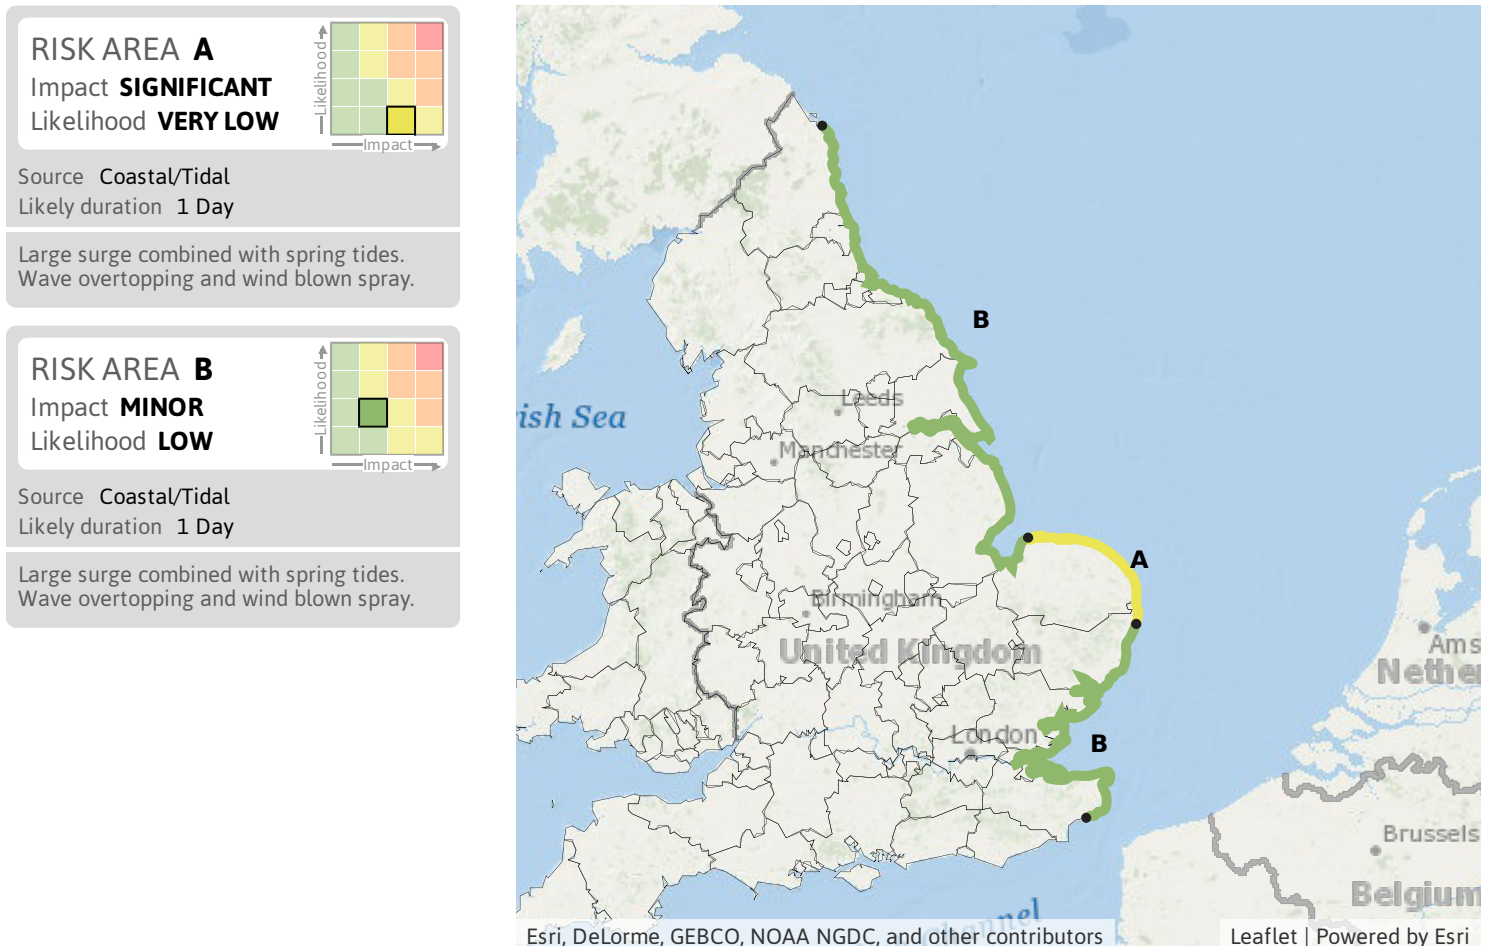 RISK AREA A
Impact SIGNIFICANT
Likelihood VERY LOW
Likelihood
Impact
Source Coastal/Tidal
Likely duration 1 Day
Large surge combined with spring tides.
Wave overtopping and wind blown spray.
RISK AREA B
Impact MINOR
Likelihood LOW
Likelihood
Impact
Source Coastal/Tidal
Likely duration 1 Day
Large surge combined with spring tides.
Wave overtopping and wind blown spray.
B
Leeds
ish Sea
Manchester
A
Birmingham
United Kingdom
Ams
Nether
London
B
Brussels
Belgium
Channel
Esri, DeLorme, GEBCO, NOAA NGDC, and other contributors
Leaflet | Powered by Esri